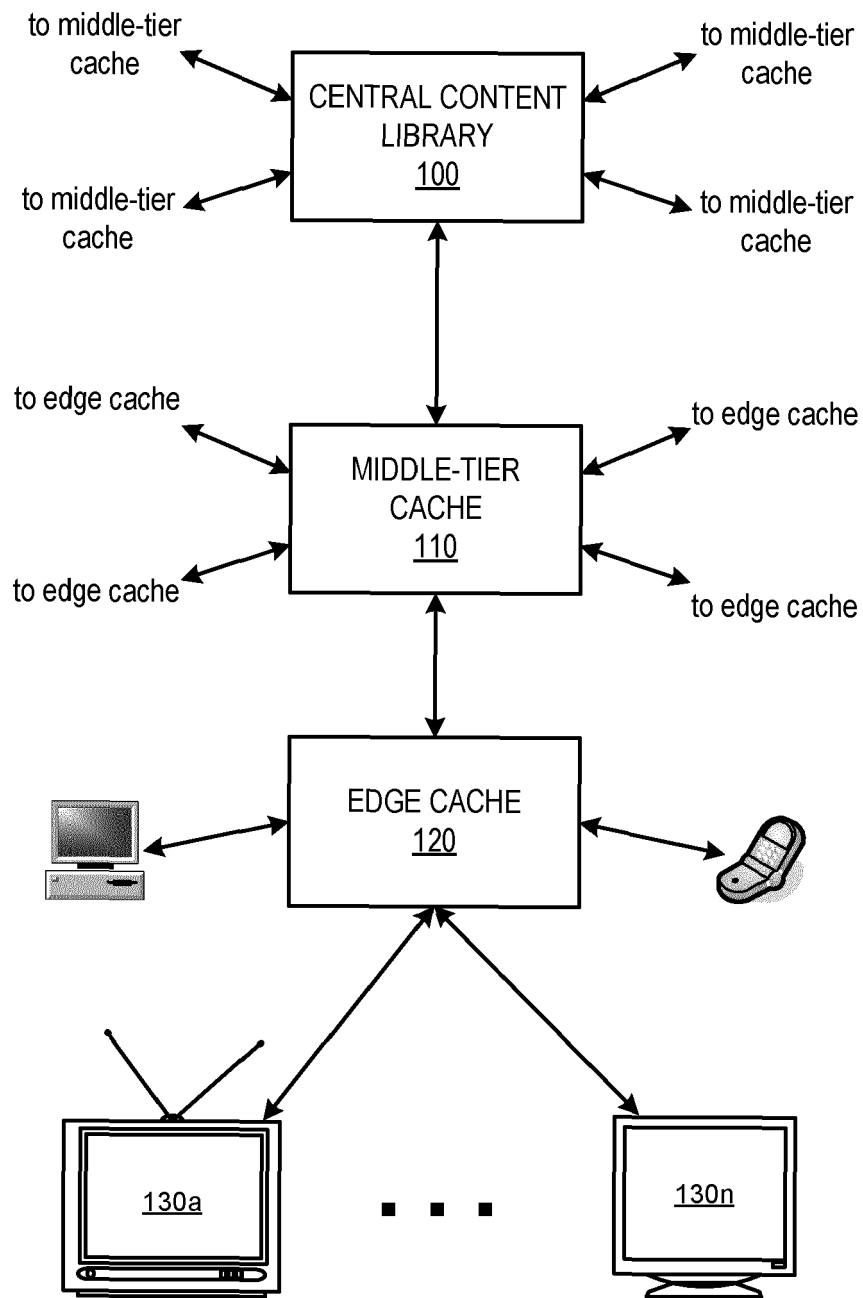 to middle-tier
cache
to middle-tier
cache
CENTRAL CONTENT
LIBRARY
100
to middle-tier
cache
to middle-tier
cache
to edge cache
to edge cache
MIDDLE-TIER
CACHE
110
to edge cache
to edge cache
EDGE CACHE
120
130a
130n